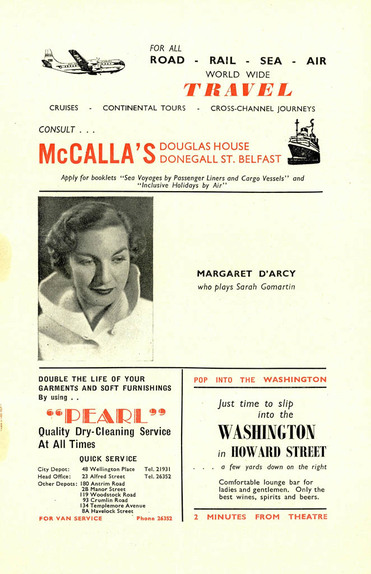 FOR ALL
ROAD - RAIL - SEA - AIR
WORLD WIDE
TRAVEL
CRUISES - CONTINENTAL TOURS - CROSS-CHANNEL JOURNEYS
CONSULT . . .
McCALLA'S DOUGLAS HOUSE
DONEGALL ST. BELFAST
Apply for booklets "Sea Voyages by Passenger Liners and Cargo Vessels" and
"Inclusive Holidays by Air"
MARGARET D'ARCY
who plays Sarah Gomartin
DOUBLE THE LIFE OF YOUR
GARMENTS AND SOFT FURNISHINGS
By using . .
"PEARL"
Quality Dry-Cleaning Service
At All Times
QUICK SERVICE
City Depot: 48 Wellington Place Tel. 21931
Head Office: 23 Alfred Street Tel. 26352
Other Depots: 180 Antrim Road
28 Manor Street
119 Woodstock Road
93 Crumlin Road
134 Templemore Avenue
8A Havelock Street
FOR VAN SERVICE Phone 26352
POP INTO THE WASHINGTON
Just time to slip
into the
WASHINGTON
in HOWARD STREET
. . . . a few yards down on the right
Comfortable lounge bar for
ladies and gentlemen. Only the
best wines, spirits and beers.
2 MINUTES FROM THEATRE